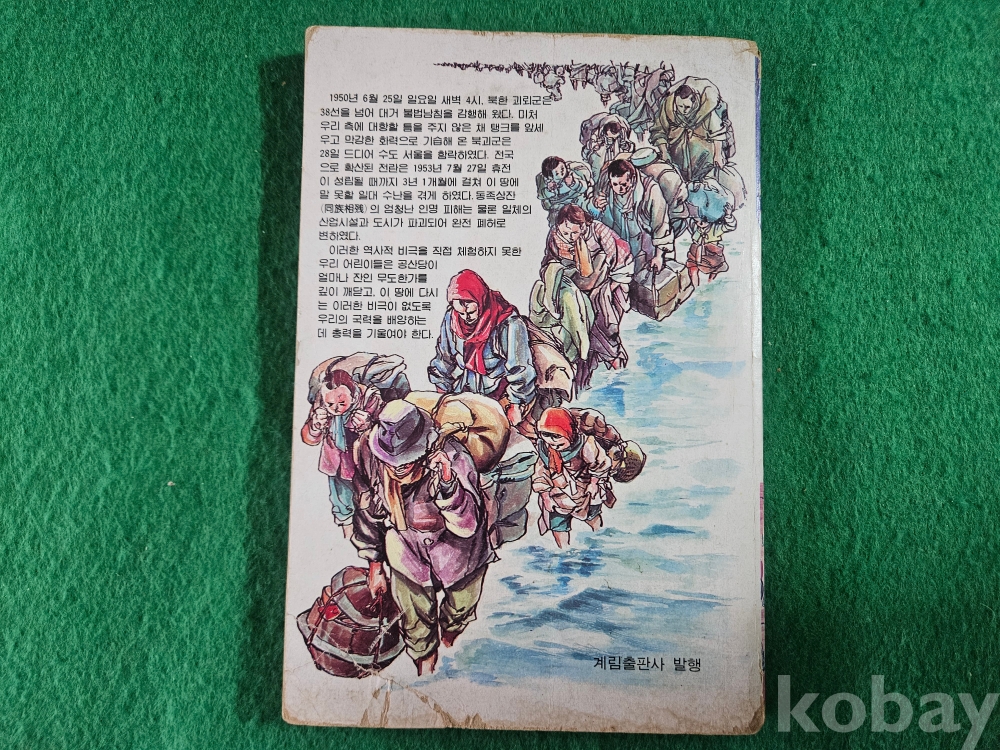 1950년 6월 25일 일요일 새벽 4시, 북한 괴뢰군은
38선을 넘어 대거 불법남침을 감행해 왔다. 미처
우리 측에 대항할 틈을 주지 않은 채 탱크를 앞세
우고 막강한 화력으로 기습해 온 북괴군은
28일 드디어 수도 서울을 함락하였다. 전국
으로 확산된 전란은 1953년 7월 27일 휴전
이 성립될 때까지 3년 1개월에 걸쳐 이 땅에
말 못할 일대 수난을 겪게 하였다. 동족상잔
(同族相殘)의 엄청난 인명 피해는 물론 일체의
산업시설과 도시가 파괴되어 완전 폐허로
변하였다.
이러한 역사적 비극을 직접 체험하지 못한
우리 어린이들은 공산당이
얼마나 잔인 무도한가를
깊이 깨닫고, 이 땅에 다시
는 이러한 비극이 없도록
우리의 국력을 배양하는
데 총력을 기울여야 한다.
계림출판사 발행
kobay